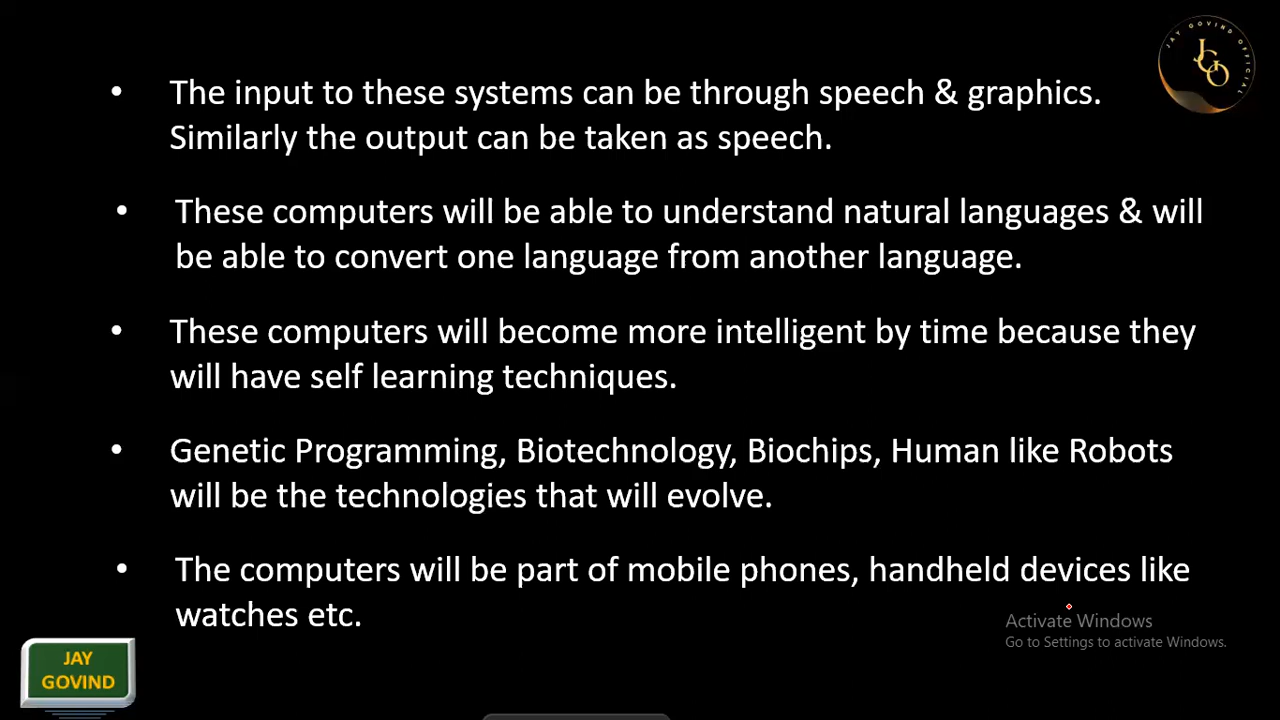 JAY GOVIND OFFICIAL
JGO
• The input to these systems can be through speech & graphics.
Similarly the output can be taken as speech.
• These computers will be able to understand natural languages & will
be able to convert one language from another language.
• These computers will become more intelligent by time because they
will have self learning techniques.
• Genetic Programming, Biotechnology, Biochips, Human like Robots
will be the technologies that will evolve.
• The computers will be part of mobile phones, handheld devices like
watches etc.
Activate Windows
Go to Settings to activate Windows.
JAY
GOVIND